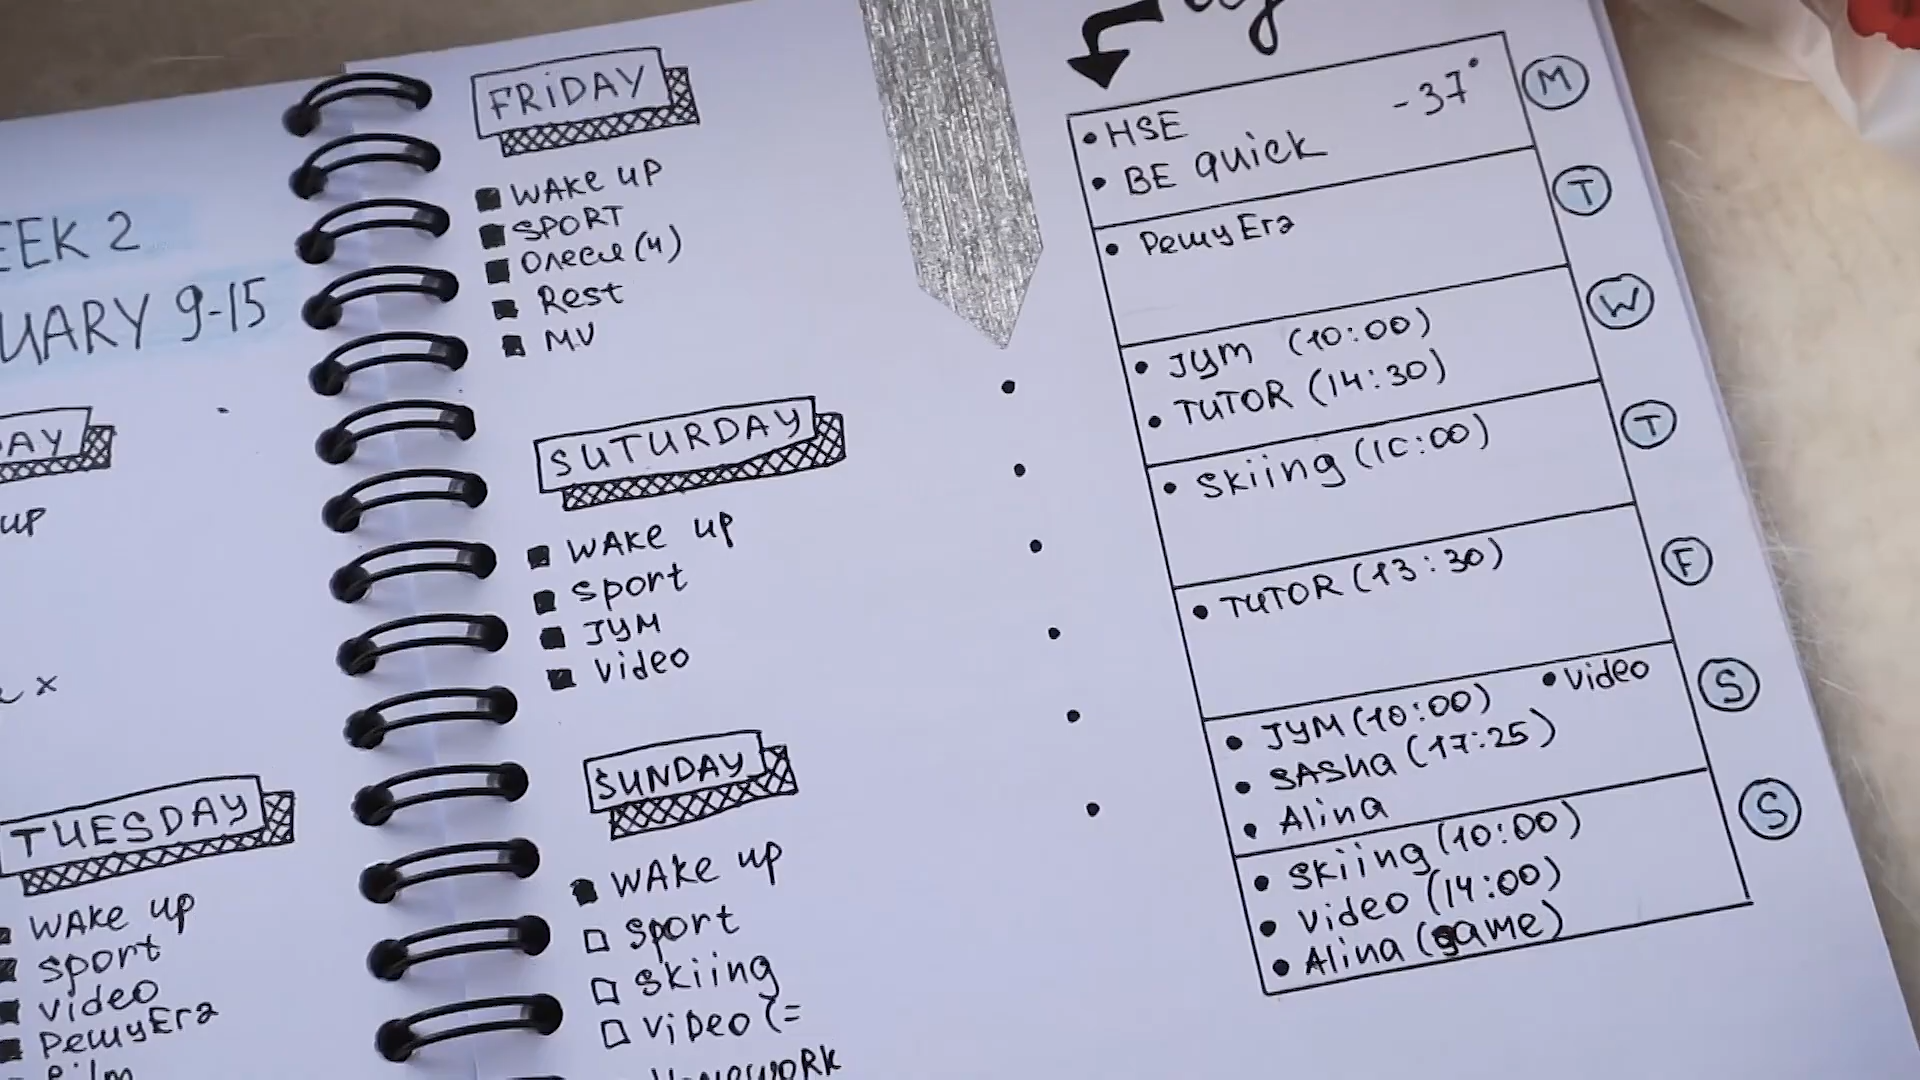 EEK 2
UARY 9-15
AY
up
x
TUESDAY
WAKE UP
sport
video
РешуЕГЭ
FRiDAY
WAKE UP
SPORT
Олеся (4)
Rest
MV
SUTURDAY
WAKE UP
Sport
JYM
Video
SUNDAY
WAKE UP
Sport
Skiing
ViDeo (=
HOMEWORK
• HSE
-37°
• BE quick
M
• РешуЕГЭ
T
• JYM (10:00)
• TUTOR (14:30)
W
• Skiing (10:00)
T
• TUTOR (13:30)
F
• JYM (10:00)
• Video
• SASHA (17:25)
• Alina
S
• Skiing (10:00)
• Video (14:00)
• Alina (game)
S